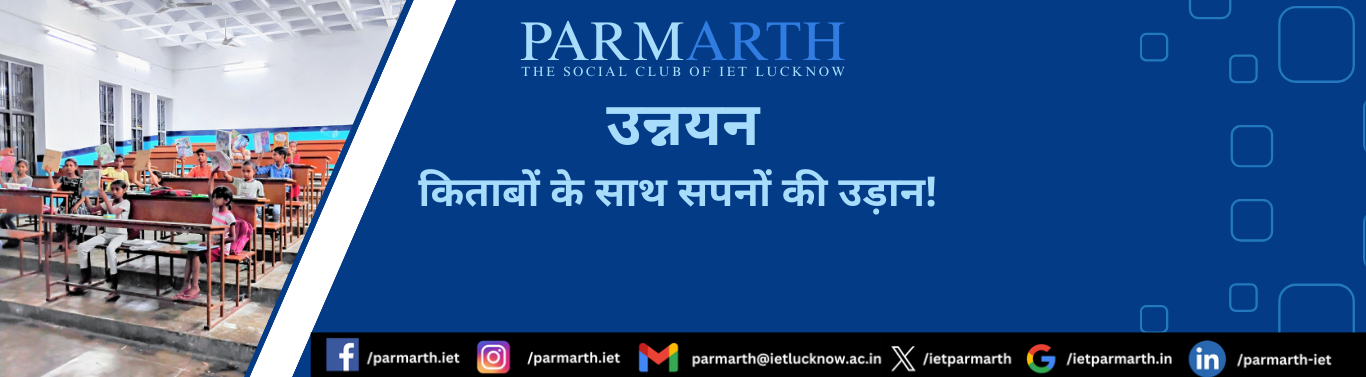 PARMARTH
THE SOCIAL CLUB OF IET LUCKNOW
उन्नयन
किताबों के साथ सपनों की उड़ान!
/parmarth.iet /parmarth.iet parmarth@ietlucknow.ac.in /ietparmarth /ietparmarth.in /parmarth-iet